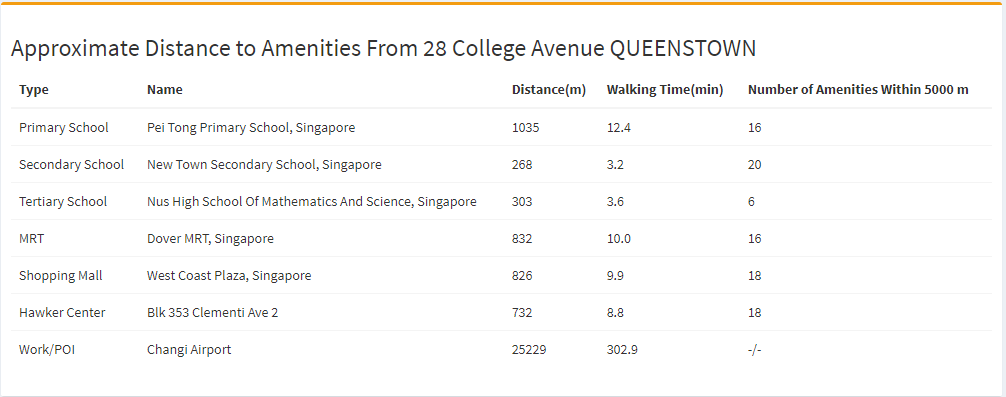 Approximate Distance to Amenities From 28 College Avenue QUEENSTOWN
Type Name Distance(m) Walking Time(min) Number of Amenities Within 5000 m
Primary School Pei Tong Primary School, Singapore 1035 12.4 16
Secondary School New Town Secondary School, Singapore 268 3.2 20
Tertiary School Nus High School Of Mathematics And Science, Singapore 303 3.6 6
MRT Dover MRT, Singapore 832 10.0 16
Shopping Mall West Coast Plaza, Singapore 826 9.9 18
Hawker Center Blk 353 Clementi Ave 2 732 8.8 18
Work/POI Changi Airport 25229 302.9 -/-